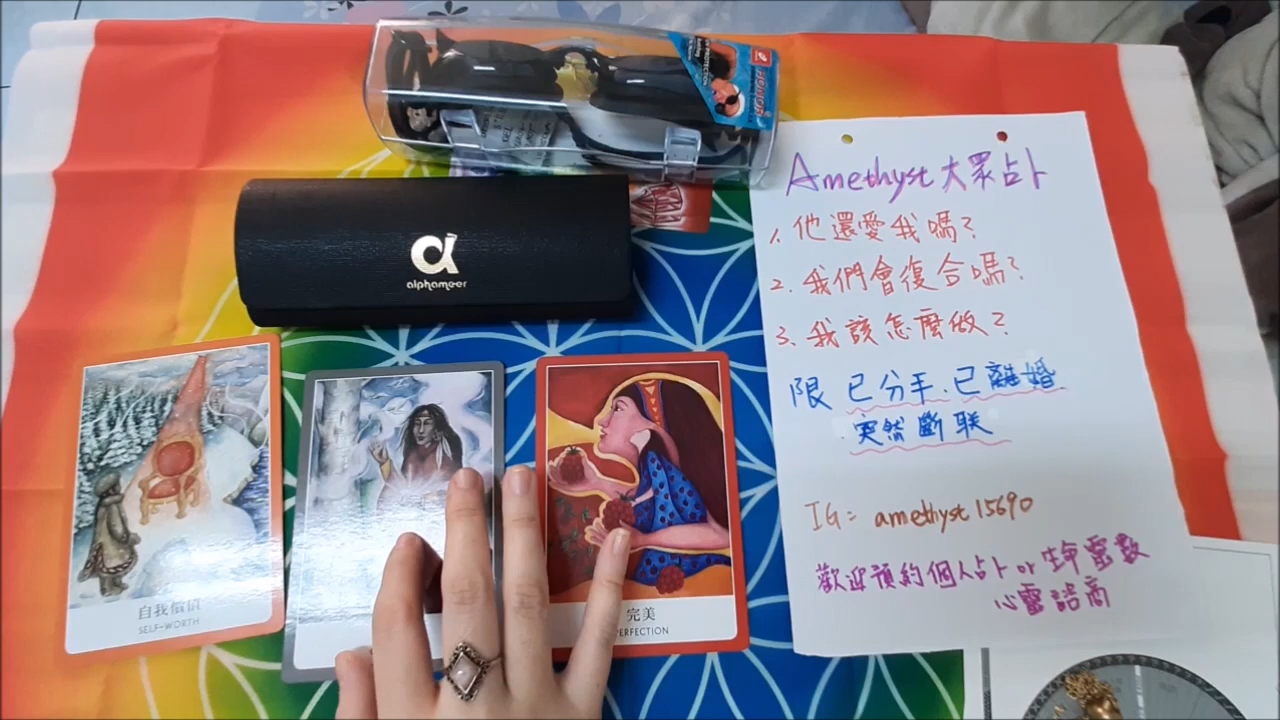 HONOR
α
alphameer
Amethyst大眾占卜
1. 他還愛我嗎?
2. 我們會復合嗎?
3. 我該怎麼做?
限 已分手、已離婚
突然斷联
IG: amethyst15690
歡迎預約個人占卜 or 生命靈數
心靈諮商
自我價值
SELF-WORTH
完美
PERFECTION